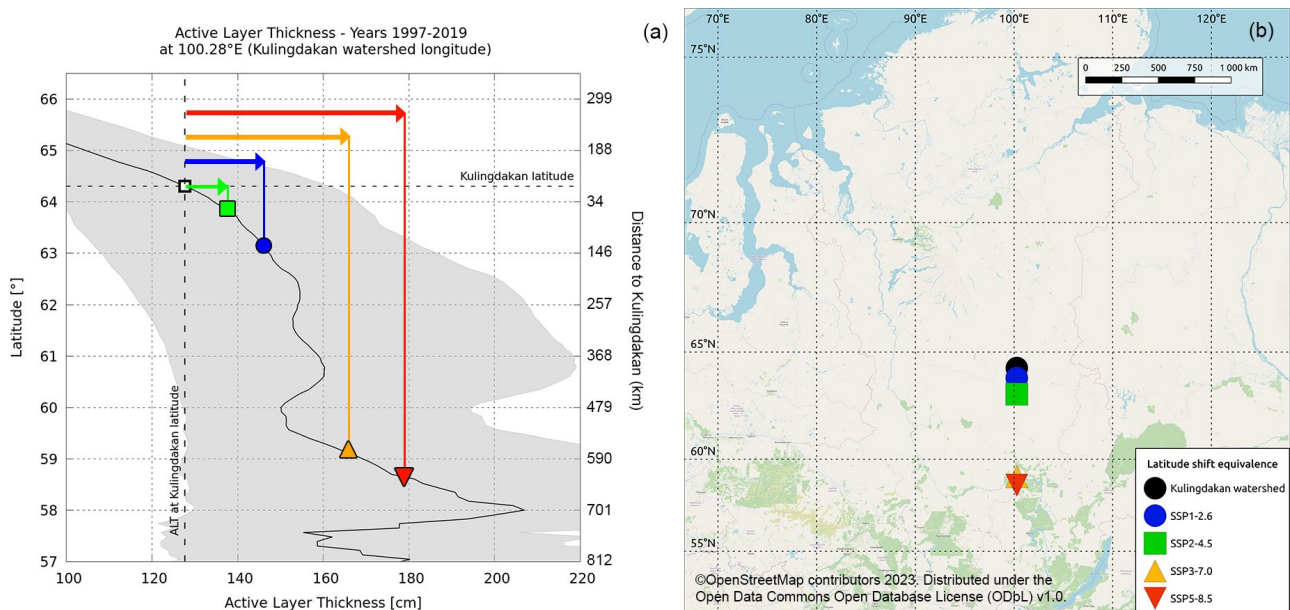 Active Layer Thickness - Years 1997-2019
at 100.28°E (Kulingdakan watershed longitude)
(a)
66
65
64
63
62
61
60
59
58
57
Latitude [°]
299
188
34
146
257
368
479
590
701
812
Distance to Kulingdakan (km)
Kulingdakan latitude
ALT at Kulingdakan latitude
100
120
140
160
180
200
220
Active Layer Thickness [cm]
(b)
70°E
80°E
90°E
100°E
110°E
120°E
75°N
70°N
65°N
60°N
55°N
0 250 500 750 1 000 km
Latitude shift equivalence
Kulingdakan watershed
SSP1-2.6
SSP2-4.5
SSP3-7.0
SSP5-8.5
©OpenStreetMap contributors 2023. Distributed under the
Open Data Commons Open Database License (ODbL) v1.0.